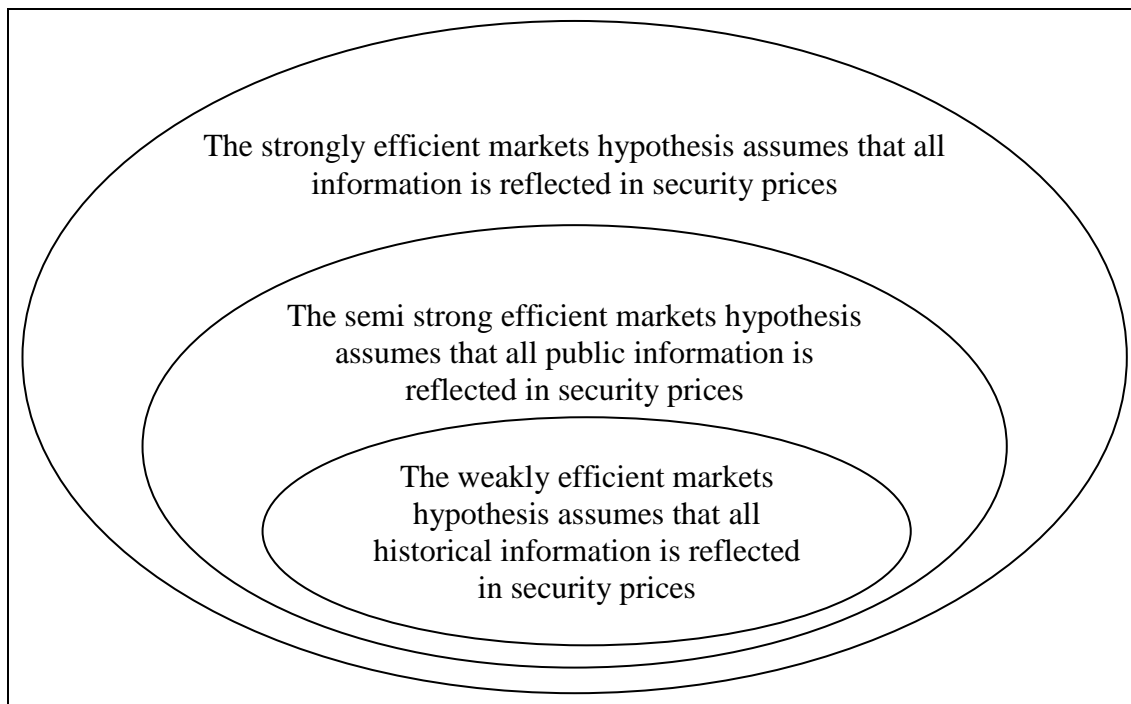 The strongly efficient markets hypothesis assumes that all
information is reflected in security prices
The semi strong efficient markets hypothesis
assumes that all public information is
reflected in security prices
The weakly efficient markets
hypothesis assumes that all
historical information is reflected
in security prices